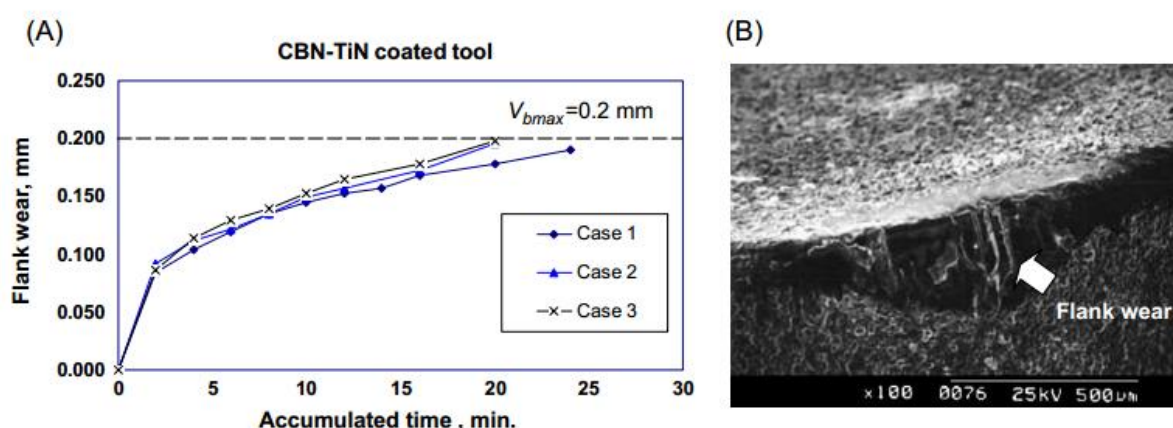 (A)
CBN-TiN coated tool
Flank wear, mm
0.250
0.200
0.150
0.100
0.050
0.000
V_bmax=0.2 mm
Case 1
Case 2
Case 3
0 5 10 15 20 25 30
Accumulated time , min.
(B)
Flank wear
×100 0076 25kV 500μm